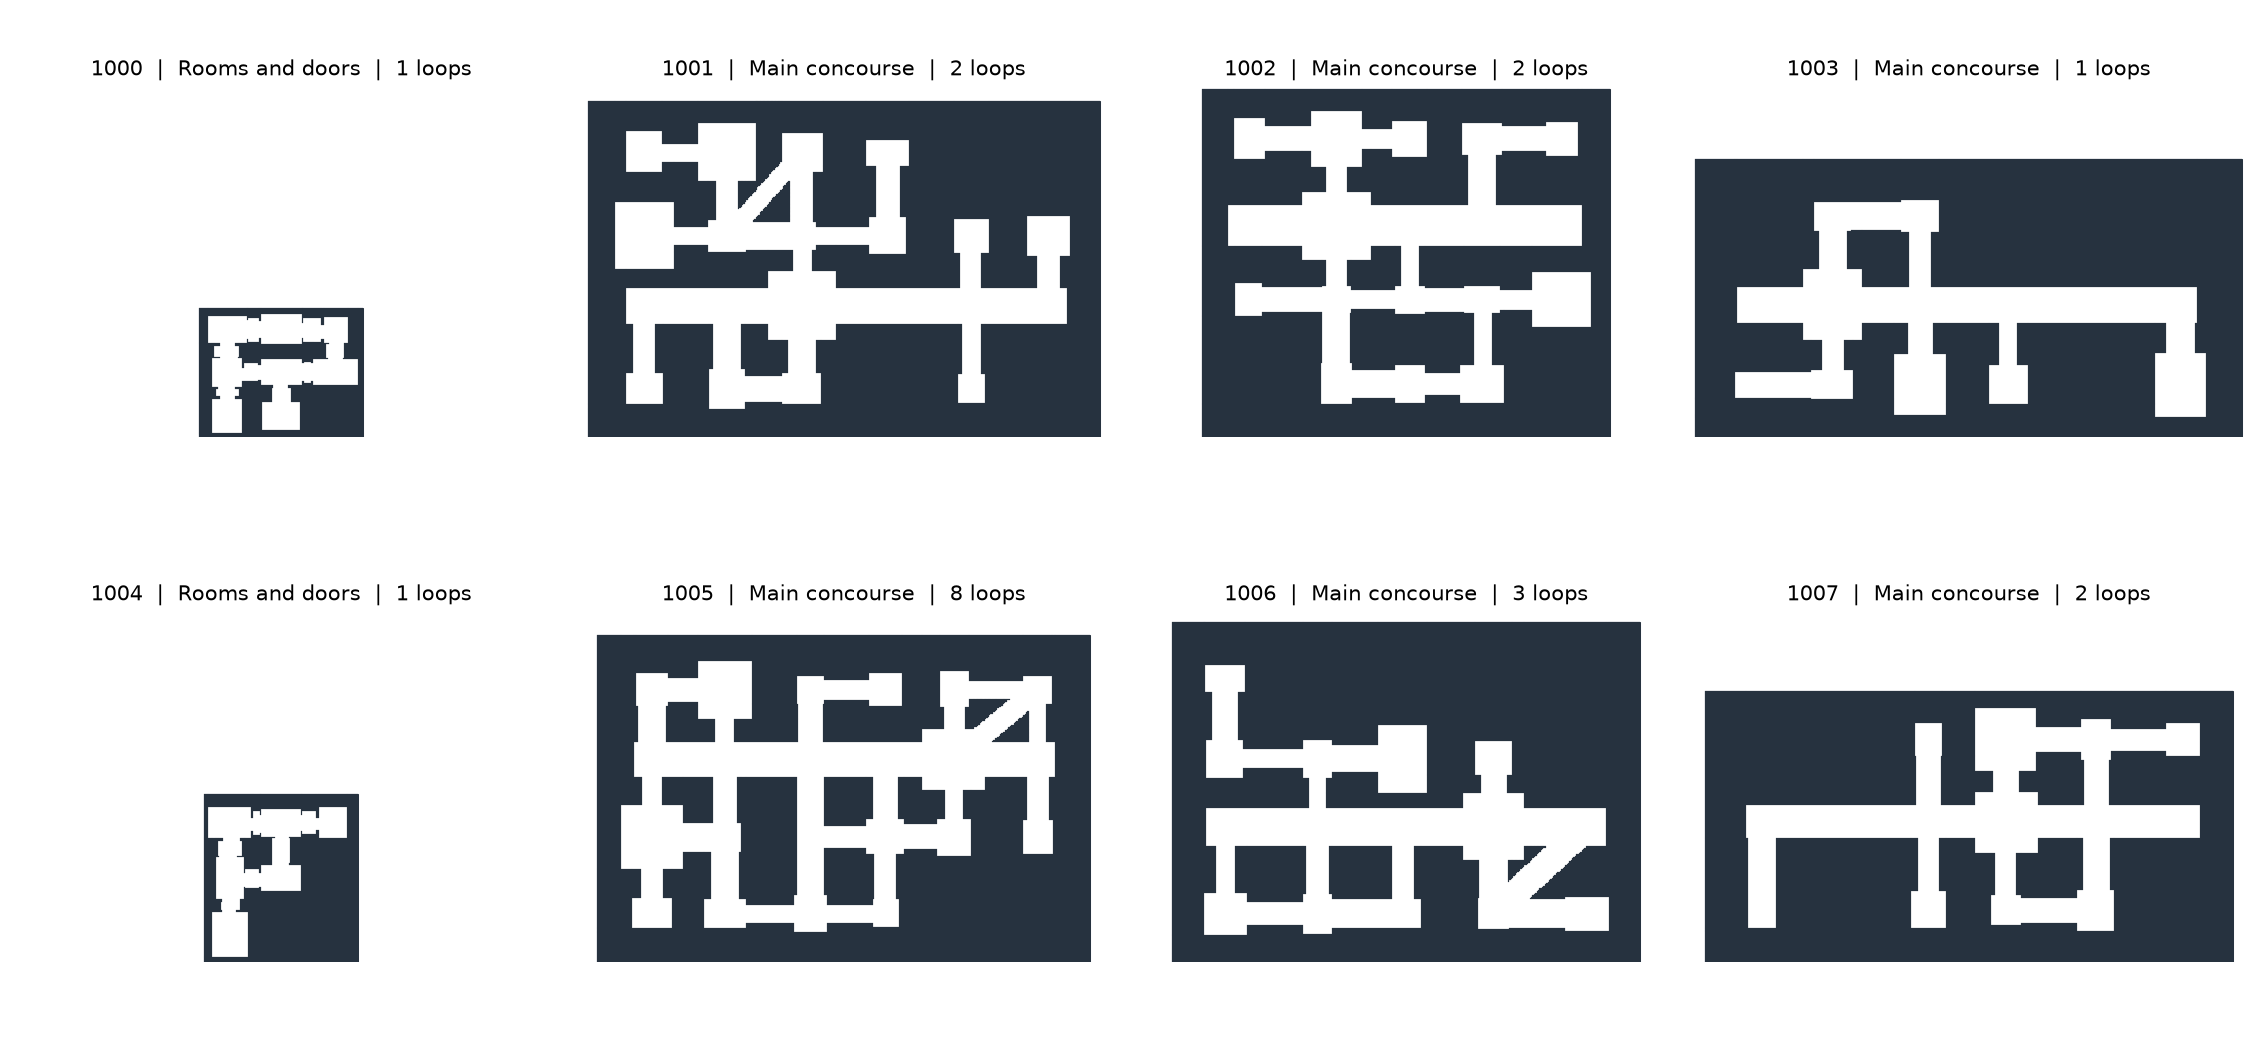 1000 | Rooms and doors | 1 loops
1001 | Main concourse | 2 loops
1002 | Main concourse | 2 loops
1003 | Main concourse | 1 loops
1004 | Rooms and doors | 1 loops
1005 | Main concourse | 8 loops
1006 | Main concourse | 3 loops
1007 | Main concourse | 2 loops